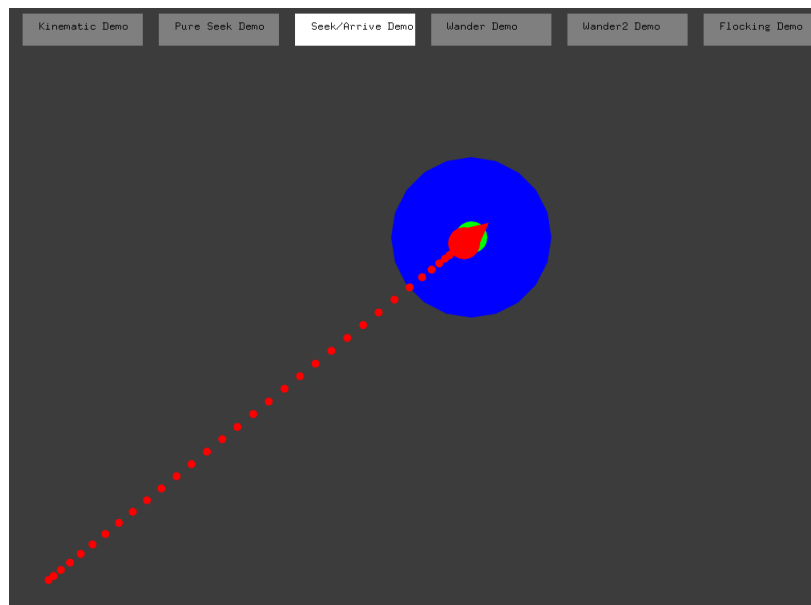 Kinematic Demo
Pure Seek Demo
Seek/Arrive Demo
Wander Demo
Wander2 Demo
Flocking Demo